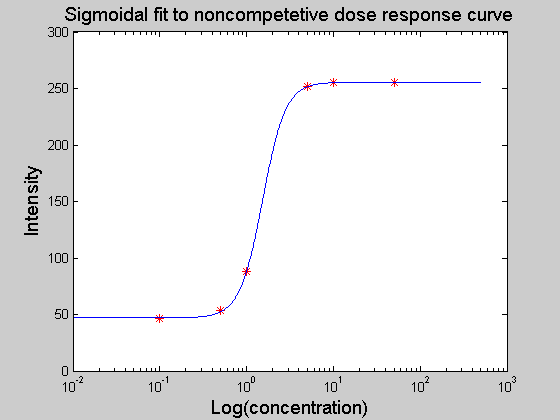 Sigmoidal fit to noncompetetive dose response curve
300
250
200
150
100
50
0
Intensity
10^-2 10^-1 10^0 10^1 10^2 10^3
Log(concentration)